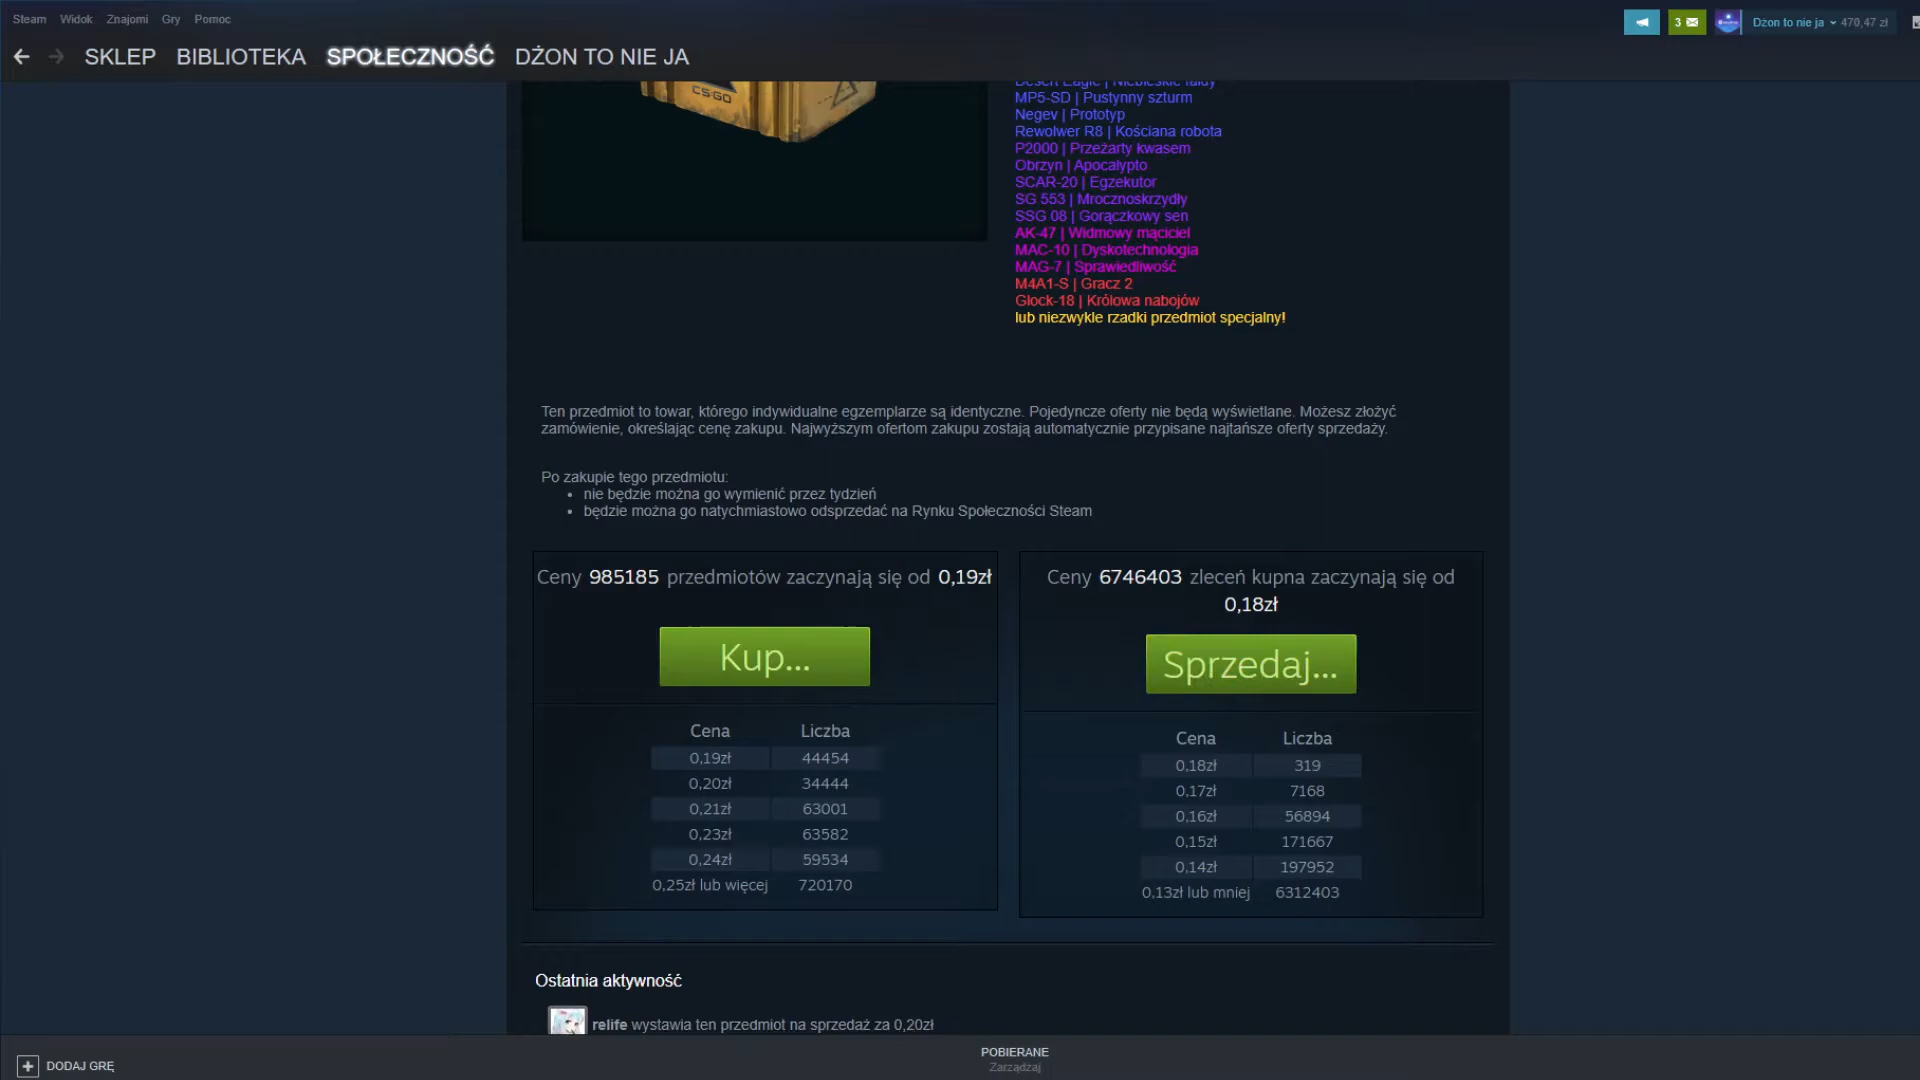 Steam Widok Znajomi Gry Pomoc
3 Dżon to nie ja 470,47 zł
SKLEP BIBLIOTEKA SPOŁECZNOŚĆ DŻON TO NIE JA
CS:GO
Desert Eagle | Niebieskie fałdy
MP5-SD | Pustynny szturm
Negev | Prototyp
Rewolwer R8 | Kościana robota
P2000 | Przeżarty kwasem
Obrzyn | Apocalypto
SCAR-20 | Egzekutor
SG 553 | Mrocznoskrzydły
SSG 08 | Gorączkowy sen
AK-47 | Widmowy mąciciel
MAC-10 | Dyskotechnologia
MAG-7 | Sprawiedliwość
M4A1-S | Gracz 2
Glock-18 | Królowa nabojów
lub niezwykle rzadki przedmiot specjalny!
Ten przedmiot to towar, którego indywidualne egzemplarze są identyczne. Pojedyncze oferty nie będą wyświetlane. Możesz złożyć
zamówienie, określając cenę zakupu. Najwyższym ofertom zakupu zostają automatycznie przypisane najtańsze oferty sprzedaży.
Po zakupie tego przedmiotu:
• nie będzie można go wymienić przez tydzień
• będzie można go natychmiastowo odsprzedać na Rynku Społeczności Steam
Ceny 985185 przedmiotów zaczynają się od 0,19zł
Kup...
Cena Liczba
0,19zł 44454
0,20zł 34444
0,21zł 63001
0,23zł 63582
0,24zł 59534
0,25zł lub więcej 720170
Ceny 6746403 zleceń kupna zaczynają się od
0,18zł
Sprzedaj...
Cena Liczba
0,18zł 319
0,17zł 7168
0,16zł 56894
0,15zł 171667
0,14zł 197952
0,13zł lub mniej 6312403
Ostatnia aktywność
relife wystawia ten przedmiot na sprzedaż za 0,20zł
DODAJ GRĘ
POBIERANE
Zarządzaj